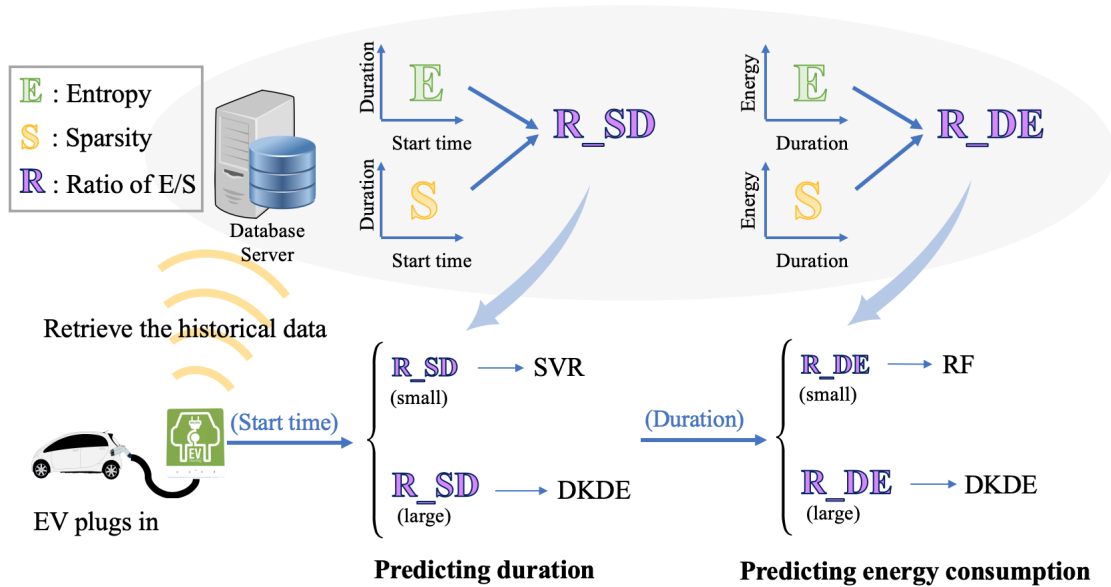 E : Entropy
S : Sparsity
R : Ratio of E/S
Database
Server
Duration
E
Start time
Duration
S
Start time
R_SD
Energy
E
Duration
Energy
S
Duration
R_DE
Retrieve the historical data
EV
EV plugs in
(Start time)
R_SD
(small)
SVR
R_SD
(large)
DKDE
Predicting duration
(Duration)
R_DE
(small)
RF
R_DE
(large)
DKDE
Predicting energy consumption